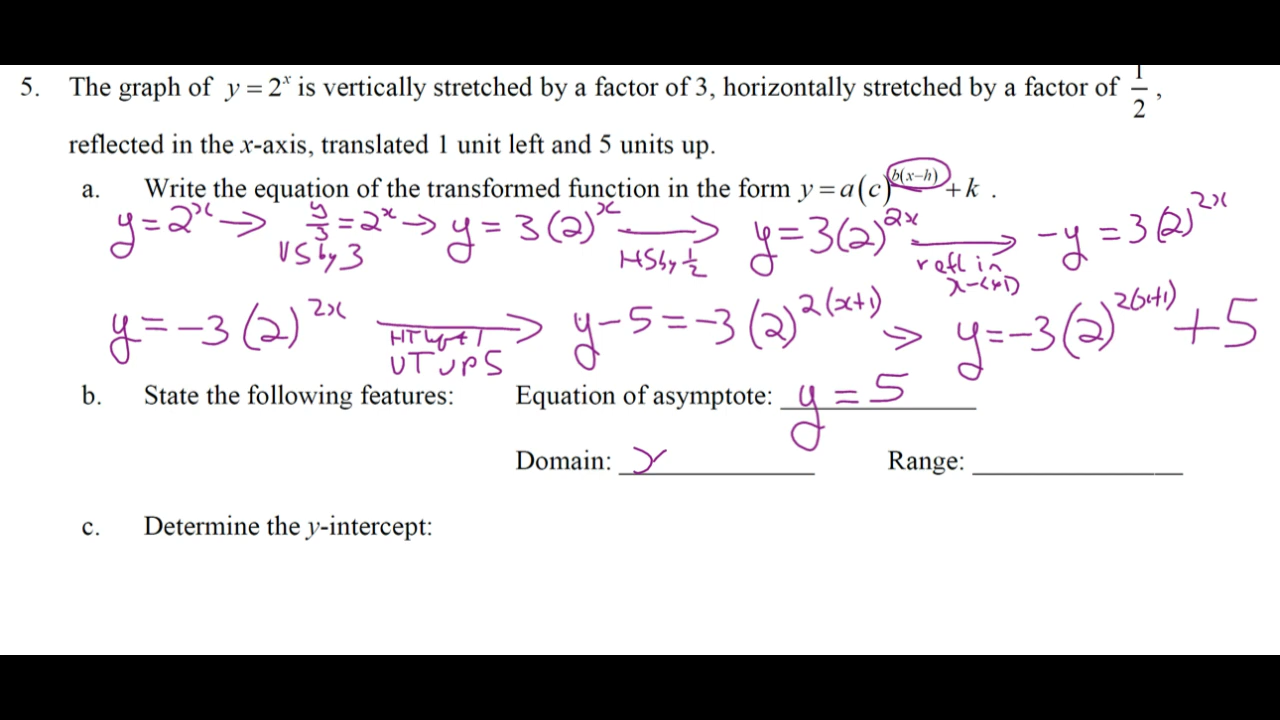 5. The graph of y = 2^x is vertically stretched by a factor of 3, horizontally stretched by a factor of 1/2,
reflected in the x-axis, translated 1 unit left and 5 units up.
a. Write the equation of the transformed function in the form y = a(c)^(b(x-h)) + k .
y = 2^x → y/3 = 2^x → y = 3(2)^x → y = 3(2)^(2x) → -y = 3(2)^(2x)
VS by 3 HS by 1/2 refl in
x-axis
y = -3(2)^(2x) → y - 5 = -3(2)^(2(x+1)) ⇒ y = -3(2)^(2(x+1)) + 5
HT left 1
VT up 5
b. State the following features: Equation of asymptote: y = 5
Domain: x Range:
c. Determine the y-intercept: